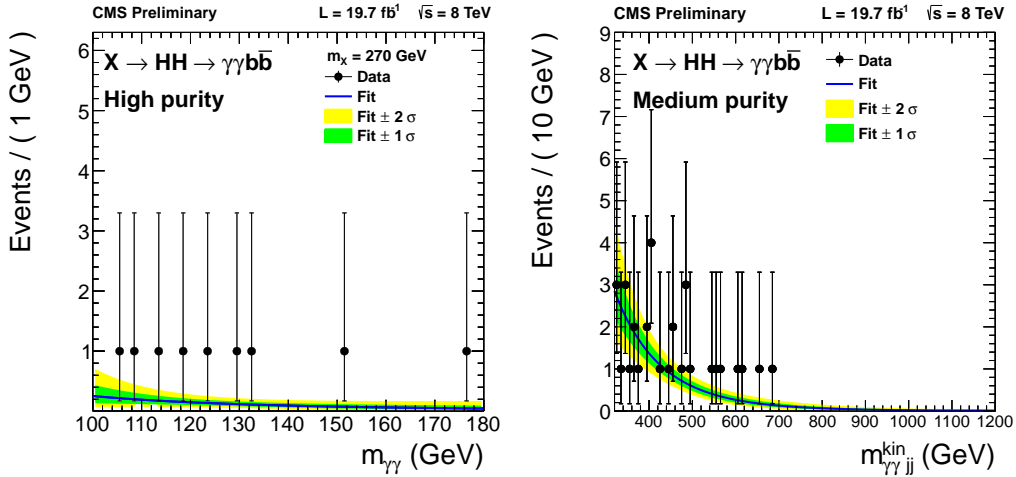 CMS Preliminary L = 19.7 fb⁻¹ √s = 8 TeV
X → HH → γγbb̅
High purity
m_X = 270 GeV
Data
Fit
Fit ± 2 σ
Fit ± 1 σ
Events / ( 1 GeV )
6
5
4
3
2
1
100 110 120 130 140 150 160 170 180
m_γγ (GeV)
CMS Preliminary L = 19.7 fb⁻¹ √s = 8 TeV
X → HH → γγbb̅
Medium purity
Data
Fit
Fit ± 2 σ
Fit ± 1 σ
Events / ( 10 GeV )
9
8
7
6
5
4
3
2
1
0
400 500 600 700 800 900 1000 1200
m^kin_γγ jj (GeV)